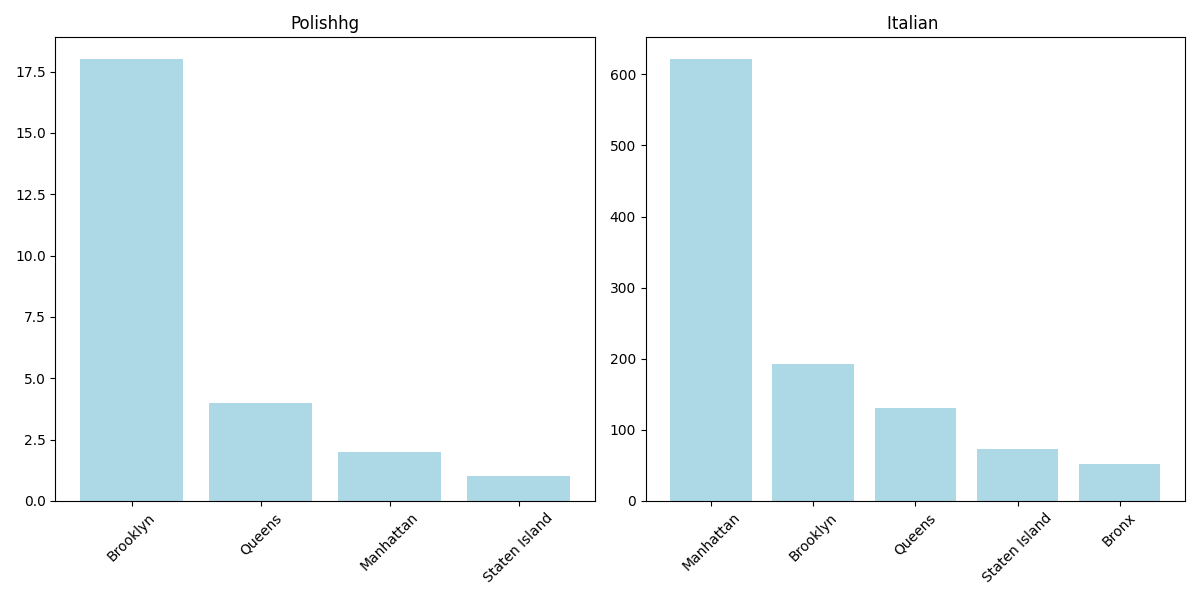 Polishhg
17.5
15.0
12.5
10.0
7.5
5.0
2.5
0.0
Brooklyn
Queens
Manhattan
Staten Island
Italian
600
500
400
300
200
100
0
Manhattan
Brooklyn
Queens
Staten Island
Bronx